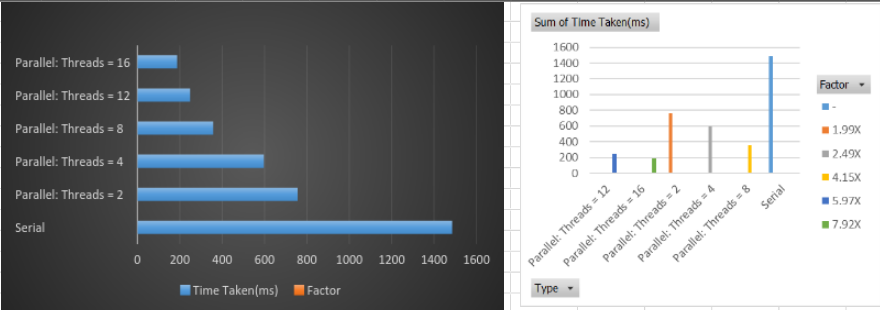 Parallel: Threads = 16
Parallel: Threads = 12
Parallel: Threads = 8
Parallel: Threads = 4
Parallel: Threads = 2
Serial
0 200 400 600 800 1000 1200 1400 1600
Time Taken(ms) Factor
Sum of Time Taken(ms)
1600
1400
1200
1000
800
600
400
200
0
Parallel: Threads = 12
Parallel: Threads = 16
Parallel: Threads = 2
Parallel: Threads = 4
Parallel: Threads = 8
Serial
Factor
-
1.99X
2.49X
4.15X
5.97X
7.92X
Type